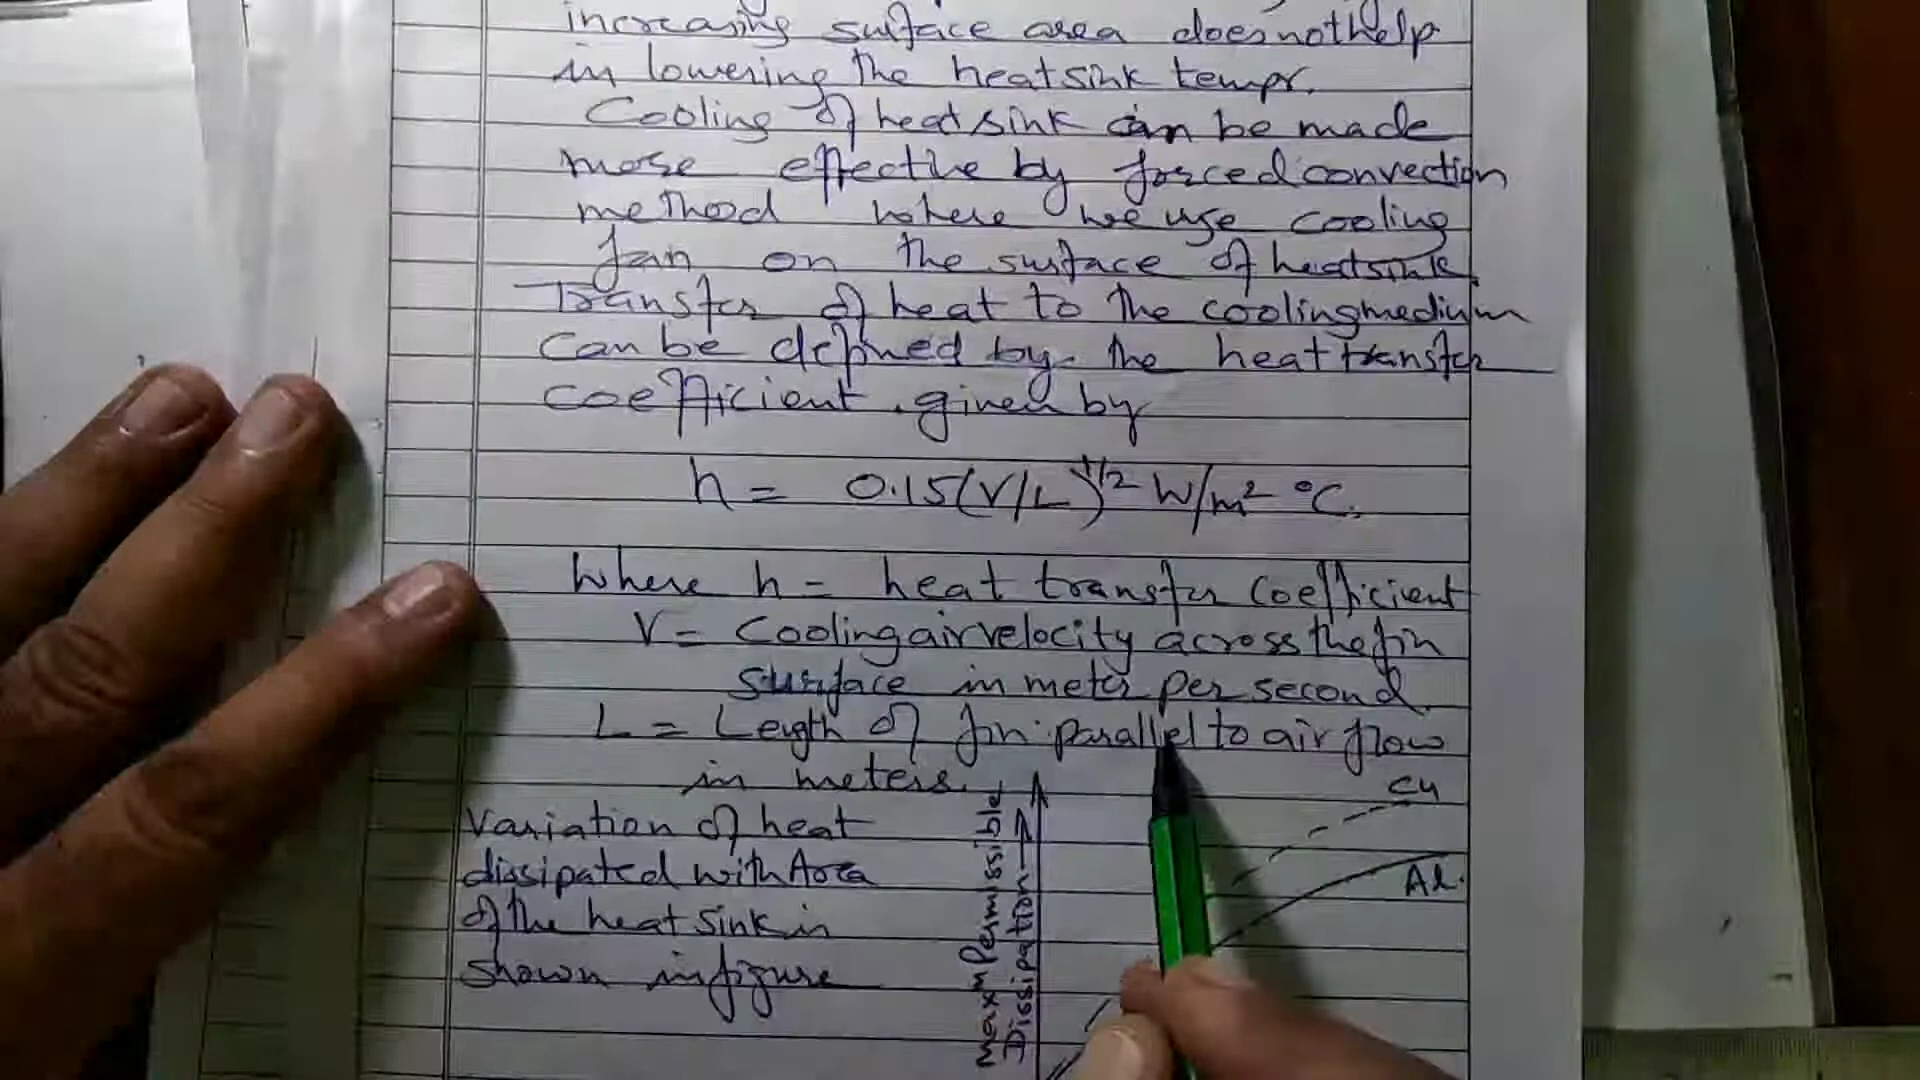 increasing surface area does not help
in lowering the heatsink tempr.
Cooling of heatsink can be made
more effective by forced convection
method where we use cooling
fan on the surface of heatsink
Transfer of heat to the cooling medium
can be defined by the heat transfer
coefficient. given by
h = 0.15(V/L)^1/2 W/m² °C.
Where h = heat transfer Coefficient
V = Cooling air velocity across the fin
surface in meter per second.
L = Length of fin parallel to air flow
in meters.
Variation of heat
dissipated with Area
of the heat sink in
shown in figure
Maxm Permissible
Dissipation →
Cu
Al.